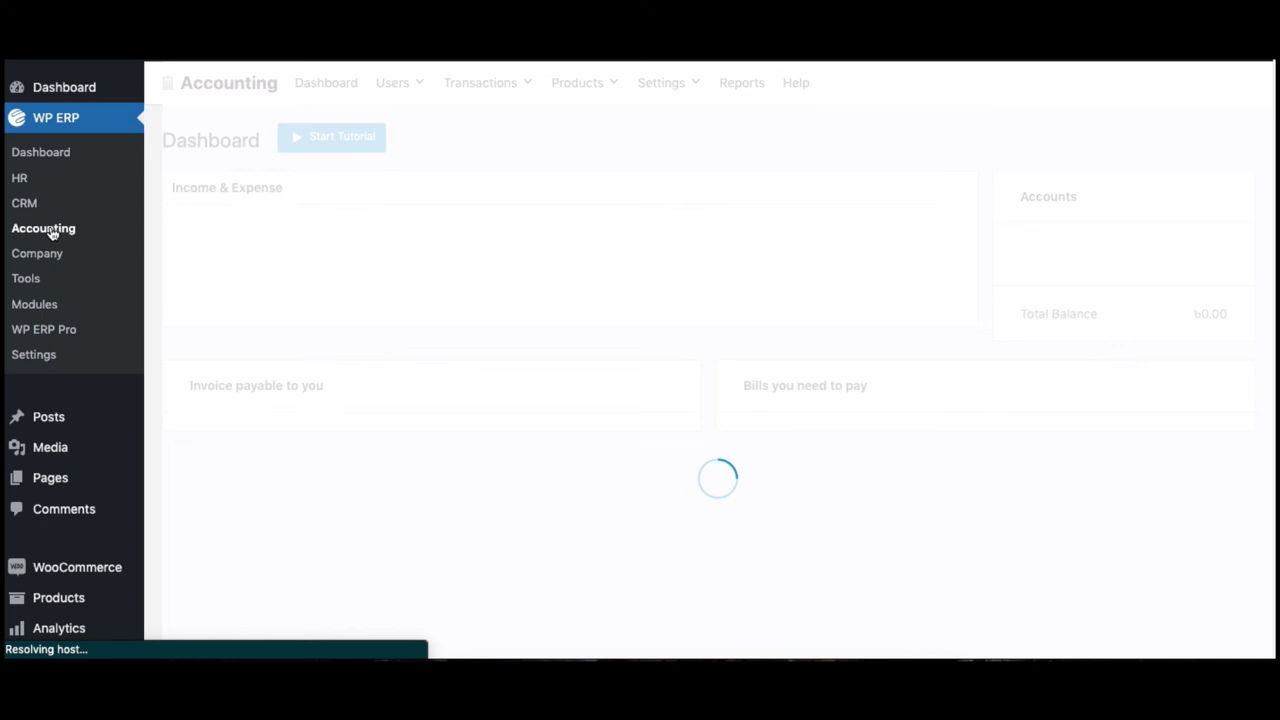 Dashboard
WP ERP
Dashboard
HR
CRM
Accounting
Company
Tools
Modules
WP ERP Pro
Settings
Posts
Media
Pages
Comments
WooCommerce
Products
Analytics
Resolving host...
Accounting Dashboard Users Transactions Products Settings Reports Help
Dashboard Start Tutorial
Income & Expense
Accounts
Total Balance ৳0.00
Invoice payable to you
Bills you need to pay